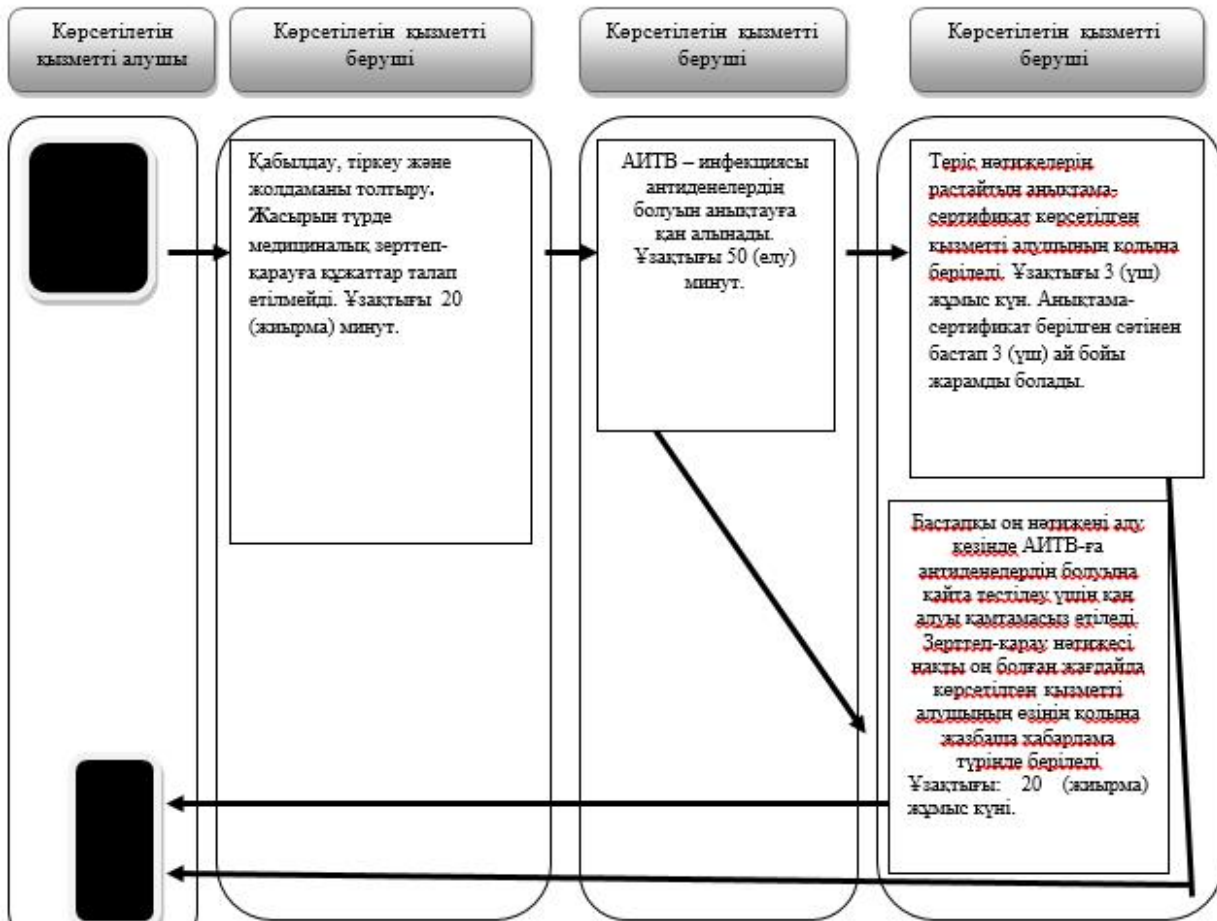 Көрсетілетін
қызметті алушы
Көрсетілетін қызметті
беруші
Көрсетілетін қызметті
беруші
Көрсетілетін қызметті
беруші
Қабылдау, тіркеу және
жолдаманы толтыру.
Жасырын түрде
медициналық зерттеп-
қарауға құжаттар талап
етілмейді. Ұзақтығы 20
(жиырма) минут.
АИТВ – инфекциясы
антиденелердің
болуын анықтауға
қан алынады.
Ұзақтығы 50 (елу)
минут.
Теріс нәтижелерін
растайтын анықтама-
сертификат көрсетілген
қызметті алушының қолына
беріледі. Ұзақтығы 3 (үш)
жұмыс күн. Анықтама-
сертификат берілген сәтінен
бастап 3 (үш) ай бойы
жарамды болады.
Бастапқы оң нәтижені алу
кезінде АИТВ-ға
антиденелердің болуына
қайта тестілеу үшін қан
алуы қамтамасыз етіледі
Зерттеп-қарау нәтижесі
нақты оң болған жағдайда
көрсетілген қызметті
алушының өзінің қолына
жазбаша хабарлама
түрінде беріледі
Ұзақтығы: 20 (жиырма)
жұмыс күні.